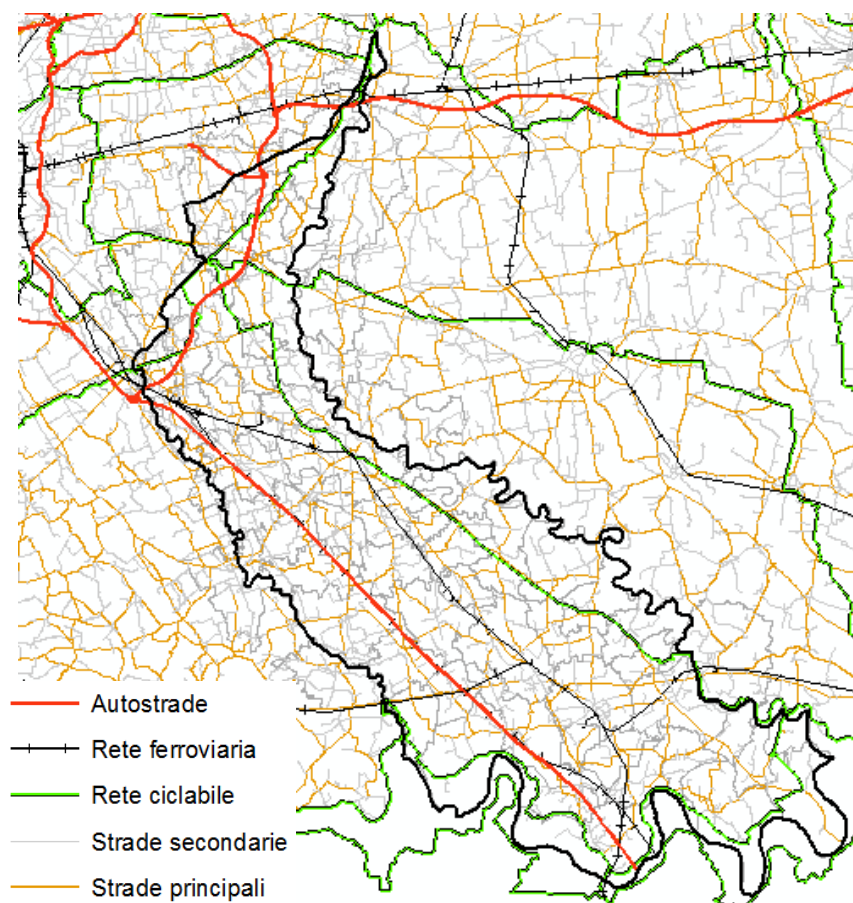 Autostrade
Rete ferroviaria
Rete ciclabile
Strade secondarie
Strade principali